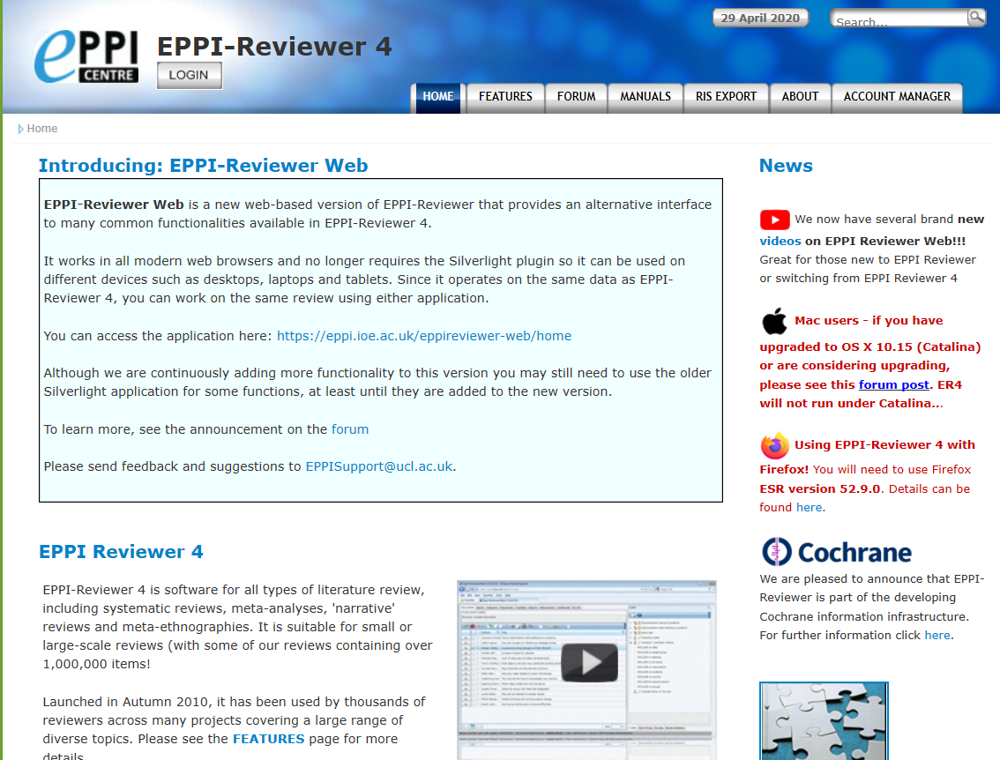 29 April 2020
Search...
ePPI
CENTRE
EPPI-Reviewer 4
LOGIN
HOME
FEATURES
FORUM
MANUALS
RIS EXPORT
ABOUT
ACCOUNT MANAGER
Home
Introducing: EPPI-Reviewer Web
EPPI-Reviewer Web is a new web-based version of EPPI-Reviewer that provides an alternative interface
to many common functionalities available in EPPI-Reviewer 4.
It works in all modern web browsers and no longer requires the Silverlight plugin so it can be used on
different devices such as desktops, laptops and tablets. Since it operates on the same data as EPPI-
Reviewer 4, you can work on the same review using either application.
You can access the application here: https://eppi.ioe.ac.uk/eppireviewer-web/home
Although we are continuously adding more functionality to this version you may still need to use the older
Silverlight application for some functions, at least until they are added to the new version.
To learn more, see the announcement on the forum
Please send feedback and suggestions to EPPISupport@ucl.ac.uk.
EPPI Reviewer 4
EPPI-Reviewer 4 is software for all types of literature review,
including systematic reviews, meta-analyses, 'narrative'
reviews and meta-ethnographies. It is suitable for small or
large-scale reviews (with some of our reviews containing over
1,000,000 items!
Launched in Autumn 2010, it has been used by thousands of
reviewers across many projects covering a large range of
diverse topics. Please see the FEATURES page for more
details.
News
We now have several brand new
videos on EPPI Reviewer Web!!!
Great for those new to EPPI Reviewer
or switching from EPPI Reviewer 4
Mac users - if you have
upgraded to OS X 10.15 (Catalina)
or are considering upgrading,
please see this forum post. ER4
will not run under Catalina...
Using EPPI-Reviewer 4 with
Firefox! You will need to use Firefox
ESR version 52.9.0. Details can be
found here.
Cochrane
We are pleased to announce that EPPI-
Reviewer is part of the developing
Cochrane information infrastructure.
For further information click here.